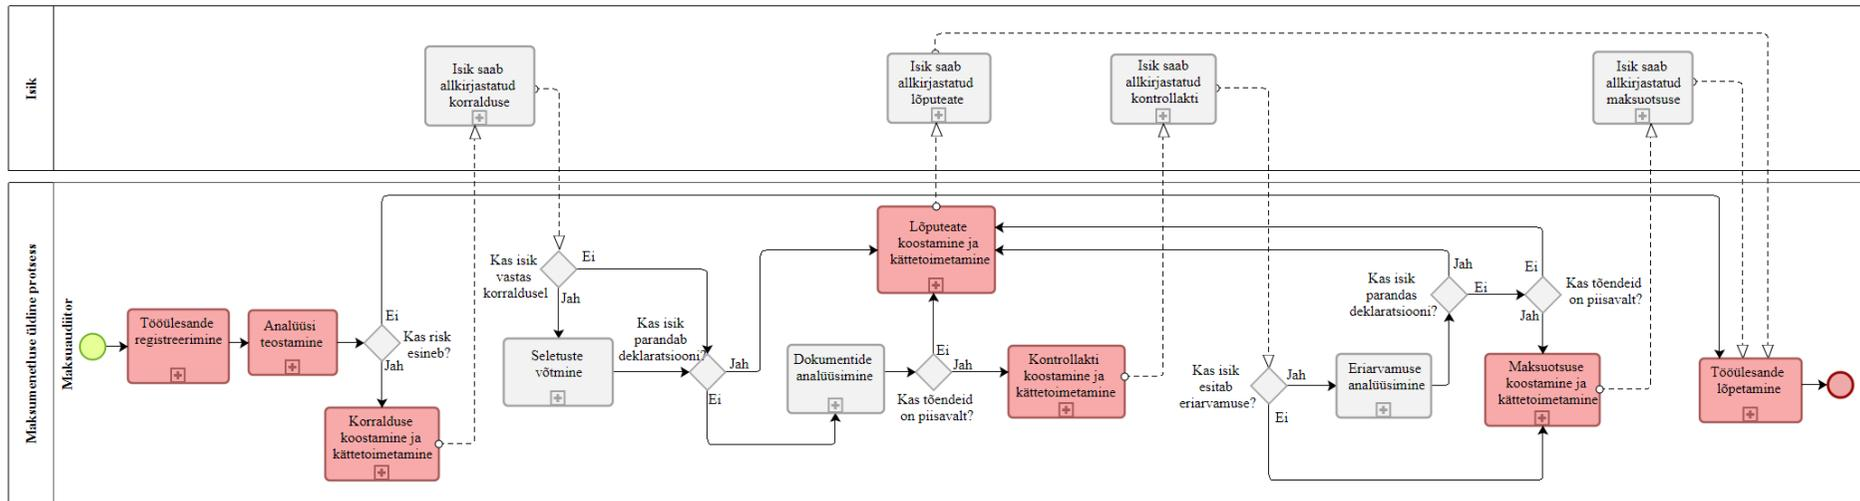 Isik
Isik saab
allkirjastatud
korralduse
Isik saab
allkirjastatud
lõputeate
Isik saab
allkirjastatud
kontrollakti
Isik saab
allkirjastatud
maksuotsuse
Maksumenetluse üldine protsess
Maksuaudiitor
Tööülesande
registreerimine
Analüüsi
teostamine
Ei
Kas risk
esineb?
Jah
Korralduse
koostamine ja
kättetoimetamine
Kas isik
vastas
korraldusel
Ei
Jah
Seletuste
võtmine
Kas isik
parandab
deklaratsiooni?
Jah
Ei
Dokumentide
analüüsimine
Lõputeate
koostamine ja
kättetoimetamine
Ei
Jah
Kas tõendeid
on piisavalt?
Kontrollakti
koostamine ja
kättetoimetamine
Kas isik
esitab
eriarvamuse?
Jah
Ei
Eriarvamuse
analüüsimine
Kas isik
parandas
deklaratsiooni?
Jah
Ei
Ei
Kas tõendeid
on piisavalt?
Jah
Maksuotsuse
koostamine ja
kättetoimetamine
Tööülesande
lõpetamine